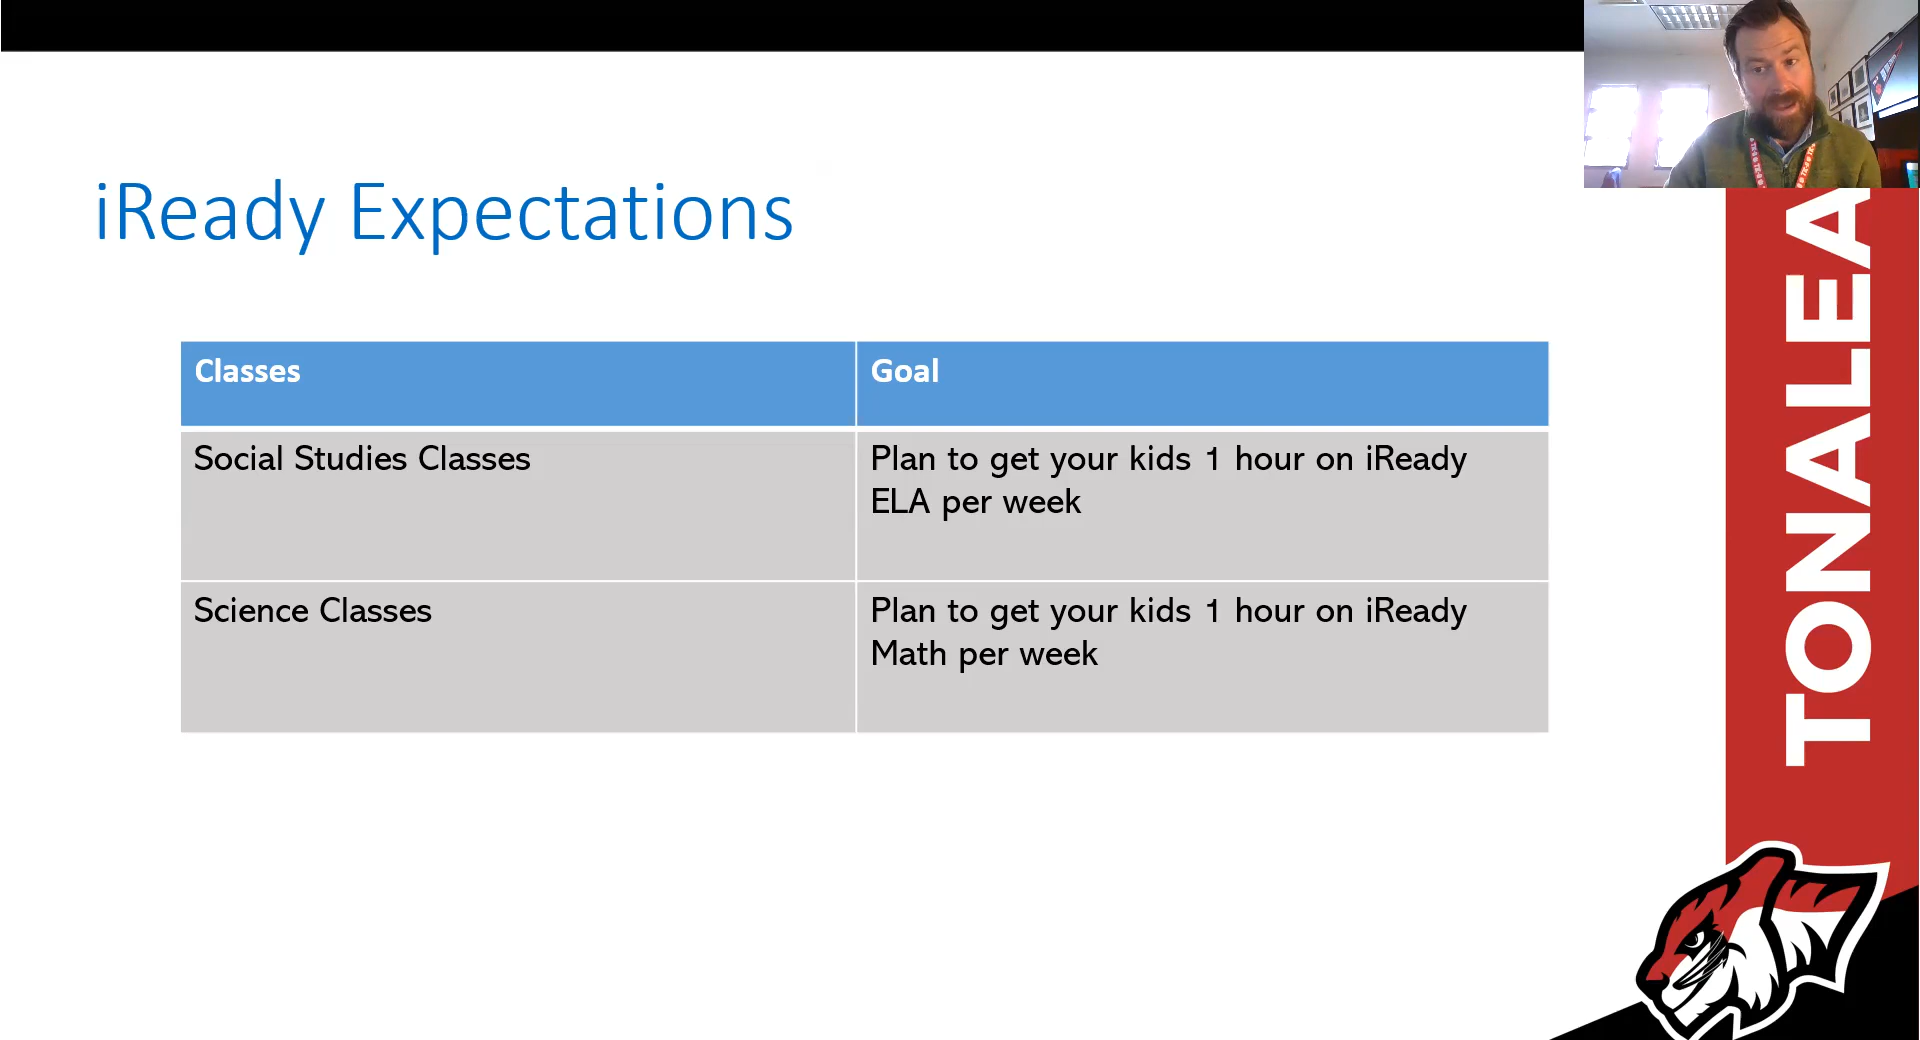 iReady Expectations
Classes
Goal
Social Studies Classes
Plan to get your kids 1 hour on iReady
ELA per week
Science Classes
Plan to get your kids 1 hour on iReady
Math per week
TONALEA